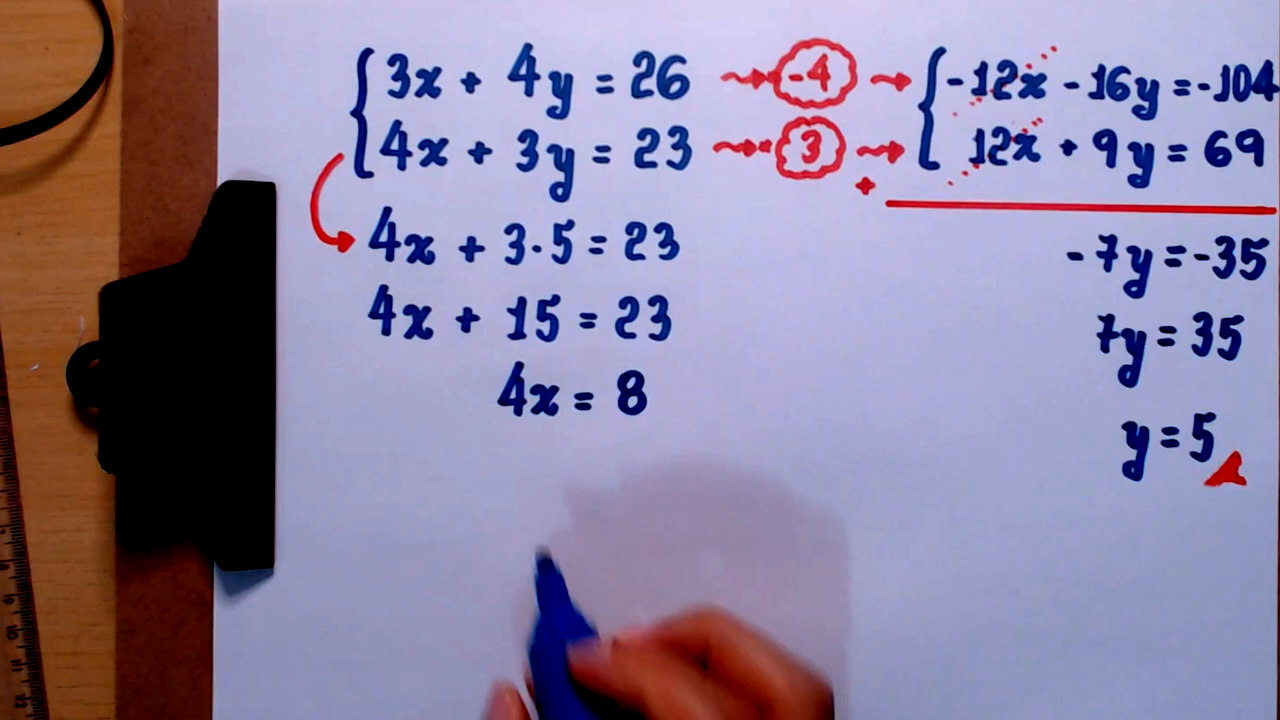 3x + 4y = 26 → -4 → -12x - 16y = -104
4x + 3y = 23 → 3 → 12x + 9y = 69
+
4x + 3·5 = 23
-7y = -35
4x + 15 = 23
7y = 35
4x = 8
y = 5